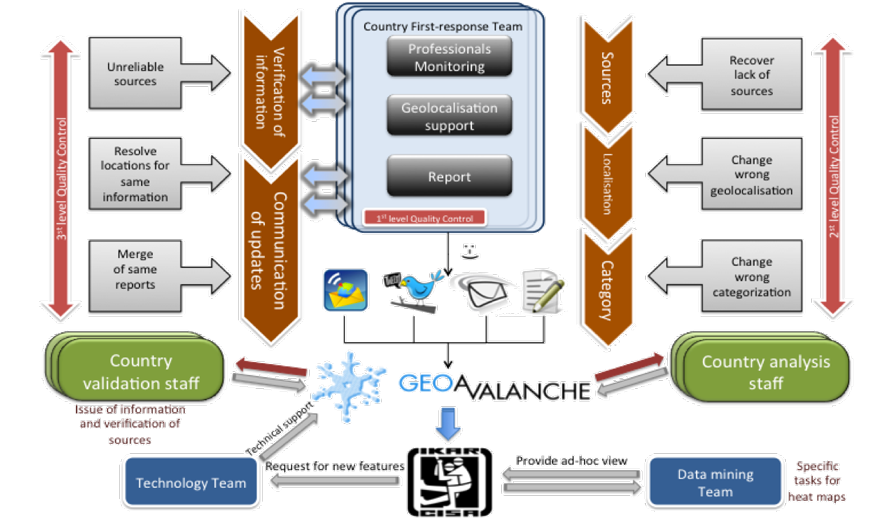 Country First-response Team
Professionals
Monitoring
Geolocalisation
support
Report
1st level Quality Control
3rd level Quality Control
Unreliable
sources
Resolve
locations for
same
information
Merge
of same
reports
Verification of
information
Communication
of updates
Sources
Localisation
Category
Recover
lack of
sources
Change
wrong
geolocalisation
Change
wrong
categorization
2nd level Quality Control
Country
validation staff
Issue of information
and verification of
sources
GEOAVALANCHE
Country analysis
staff
Technical support
Technology Team
Request for new features
IKAR
CISA
Provide ad-hoc view
Data mining
Team
Specific
tasks for
heat maps